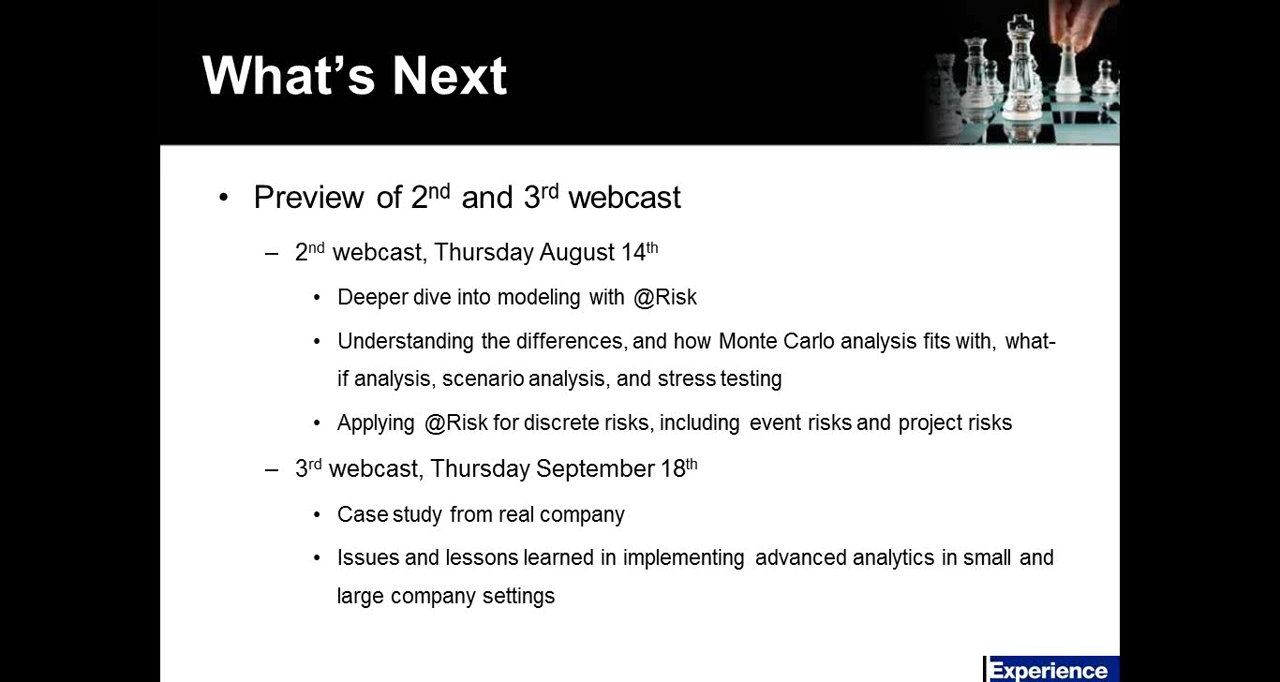 What’s Next
• Preview of 2nd and 3rd webcast
– 2nd webcast, Thursday August 14th
• Deeper dive into modeling with @Risk
• Understanding the differences, and how Monte Carlo analysis fits with, what-
if analysis, scenario analysis, and stress testing
• Applying @Risk for discrete risks, including event risks and project risks
– 3rd webcast, Thursday September 18th
• Case study from real company
• Issues and lessons learned in implementing advanced analytics in small and
large company settings
Experience